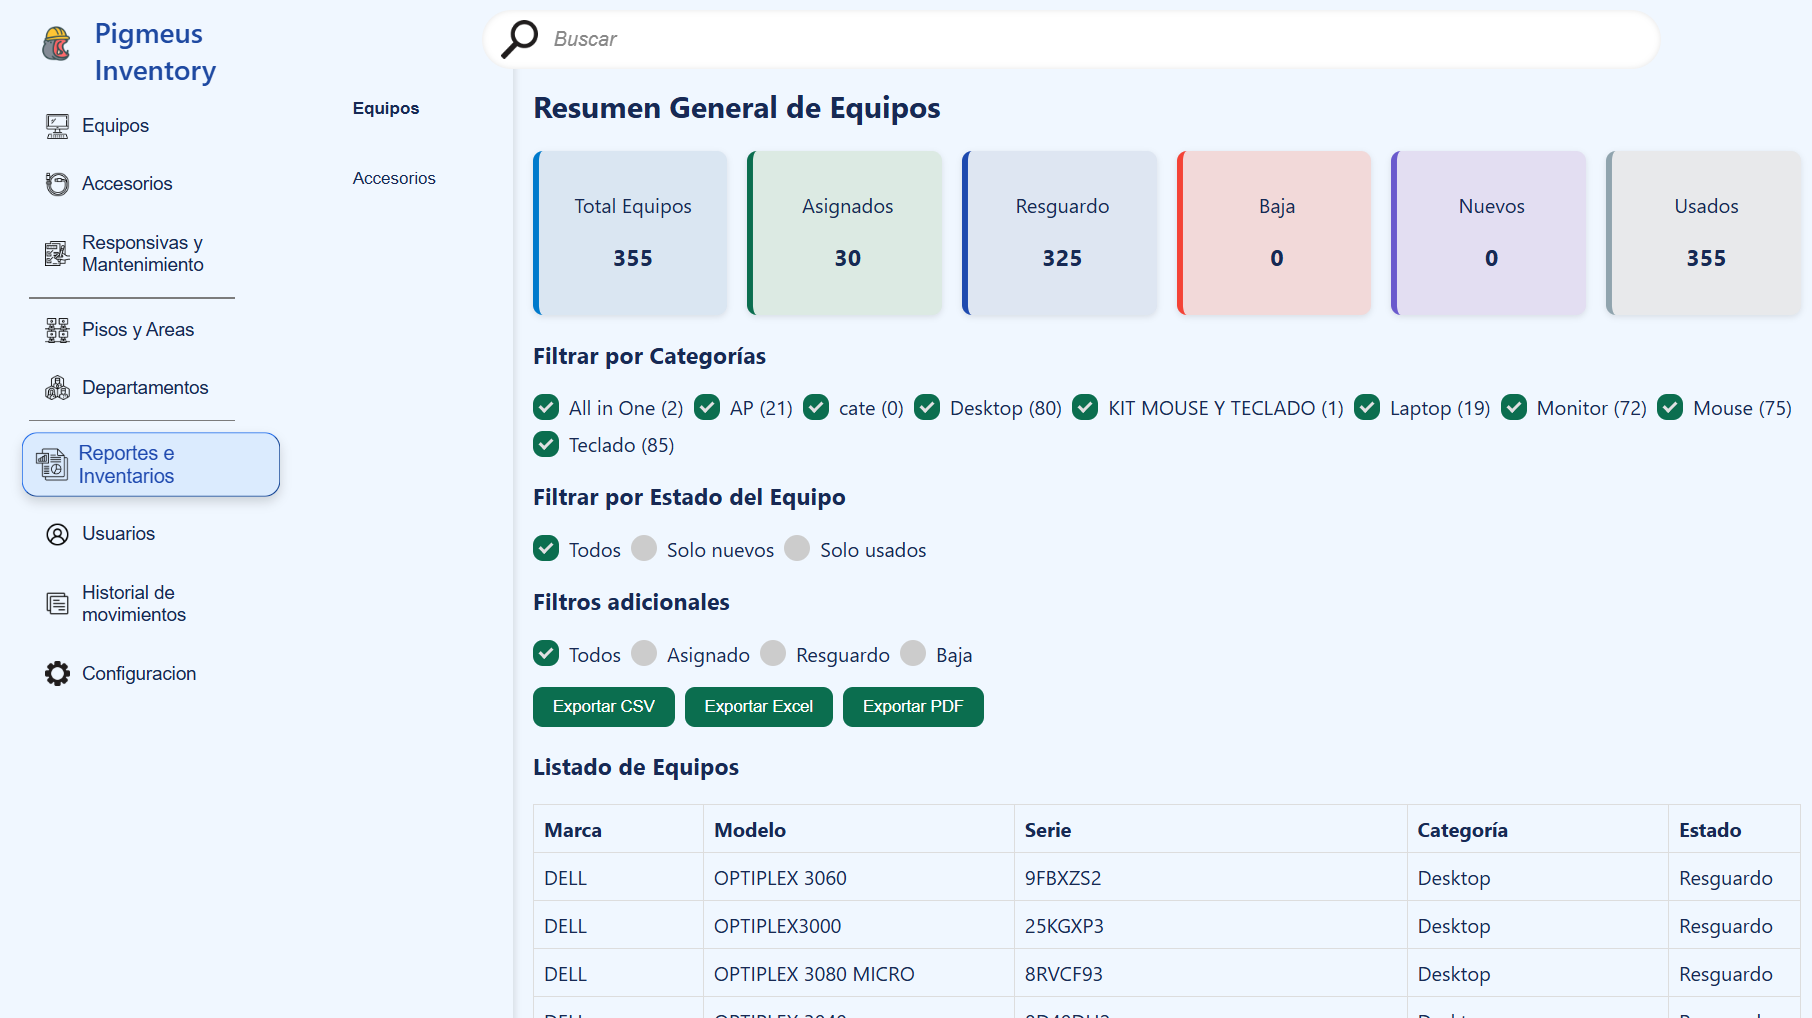 Pigmeus
Inventory
Equipos
Accesorios
Responsivas y
Mantenimiento
Pisos y Areas
Departamentos
Reportes e
Inventarios
Usuarios
Historial de
movimientos
Configuracion
Equipos
Accesorios
Buscar
Resumen General de Equipos
Total Equipos
355
Asignados
30
Resguardo
325
Baja
0
Nuevos
0
Usados
355
Filtrar por Categorías
All in One (2) AP (21) cate (0) Desktop (80) KIT MOUSE Y TECLADO (1) Laptop (19) Monitor (72) Mouse (75)
Teclado (85)
Filtrar por Estado del Equipo
Todos Solo nuevos Solo usados
Filtros adicionales
Todos Asignado Resguardo Baja
Exportar CSV Exportar Excel Exportar PDF
Listado de Equipos
Marca Modelo Serie Categoría Estado
DELL OPTIPLEX 3060 9FBXZS2 Desktop Resguardo
DELL OPTIPLEX3000 25KGXP3 Desktop Resguardo
DELL OPTIPLEX 3080 MICRO 8RVCF93 Desktop Resguardo